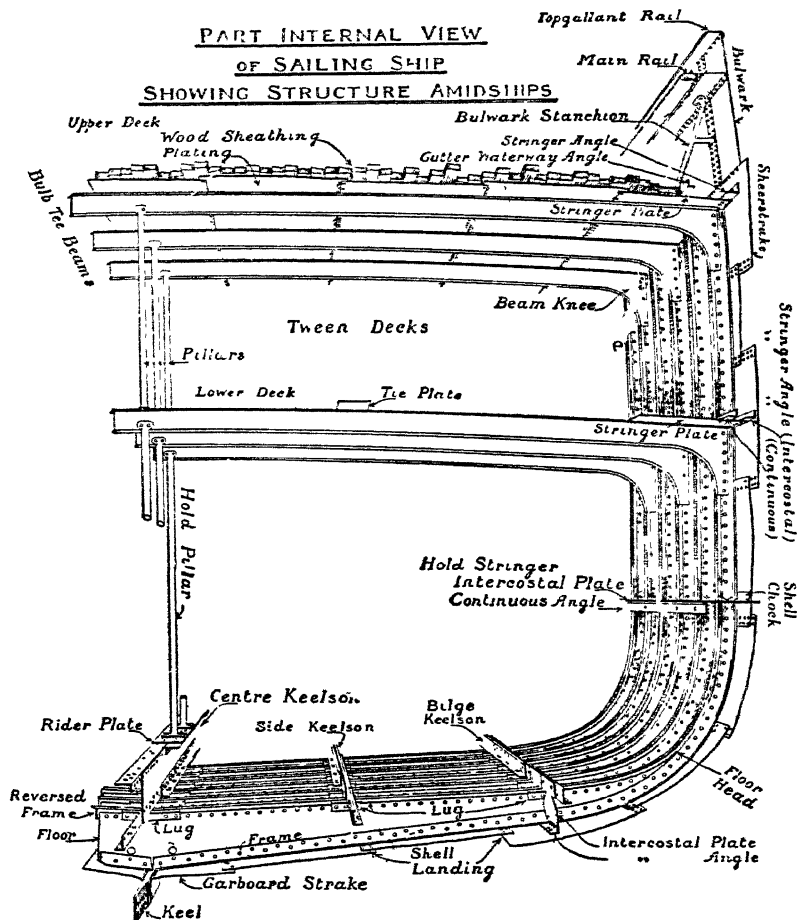 PART INTERNAL VIEW
OF SAILING SHIP
SHOWING STRUCTURE AMIDSHIPS
Topgallant Rail
Main Rail
Bulwark
Bulwark Stanchion
Upper Deck
Wood Sheathing
Plating
Stringer Angle
Gutter Waterway Angle
Sheerstrake
Bulb Tee Beams
Stringer Plate
Beam Knee
Tween Decks
Pillars
Stringer Angle (Intercostal)
" " (Continuous)
Lower Deck
Tie Plate
Stringer Plate
Hold Pillar
Hold Stringer
Intercostal Plate
Continuous Angle
Shell
Chock
Centre Keelson
Rider Plate
Side Keelson
Bilge
Keelson
Floor
Head
Reversed
Frame
Floor
Lug
Frame
Lug
Shell
Landing
Intercostal Plate
" Angle
Garboard Strake
Keel